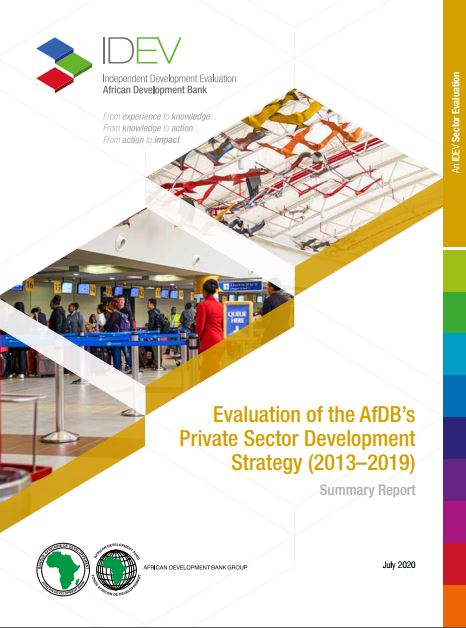 IDEV
Independent Development Evaluation
African Development Bank
From experience to knowledge...
From knowledge to action...
From action to impact
An IDEV Sector Evaluation
QUEUE
HERE
Evaluation of the AfDB's
Private Sector Development
Strategy (2013–2019)
Summary Report
AFRICAN DEVELOPMENT BANK GROUP
July 2020